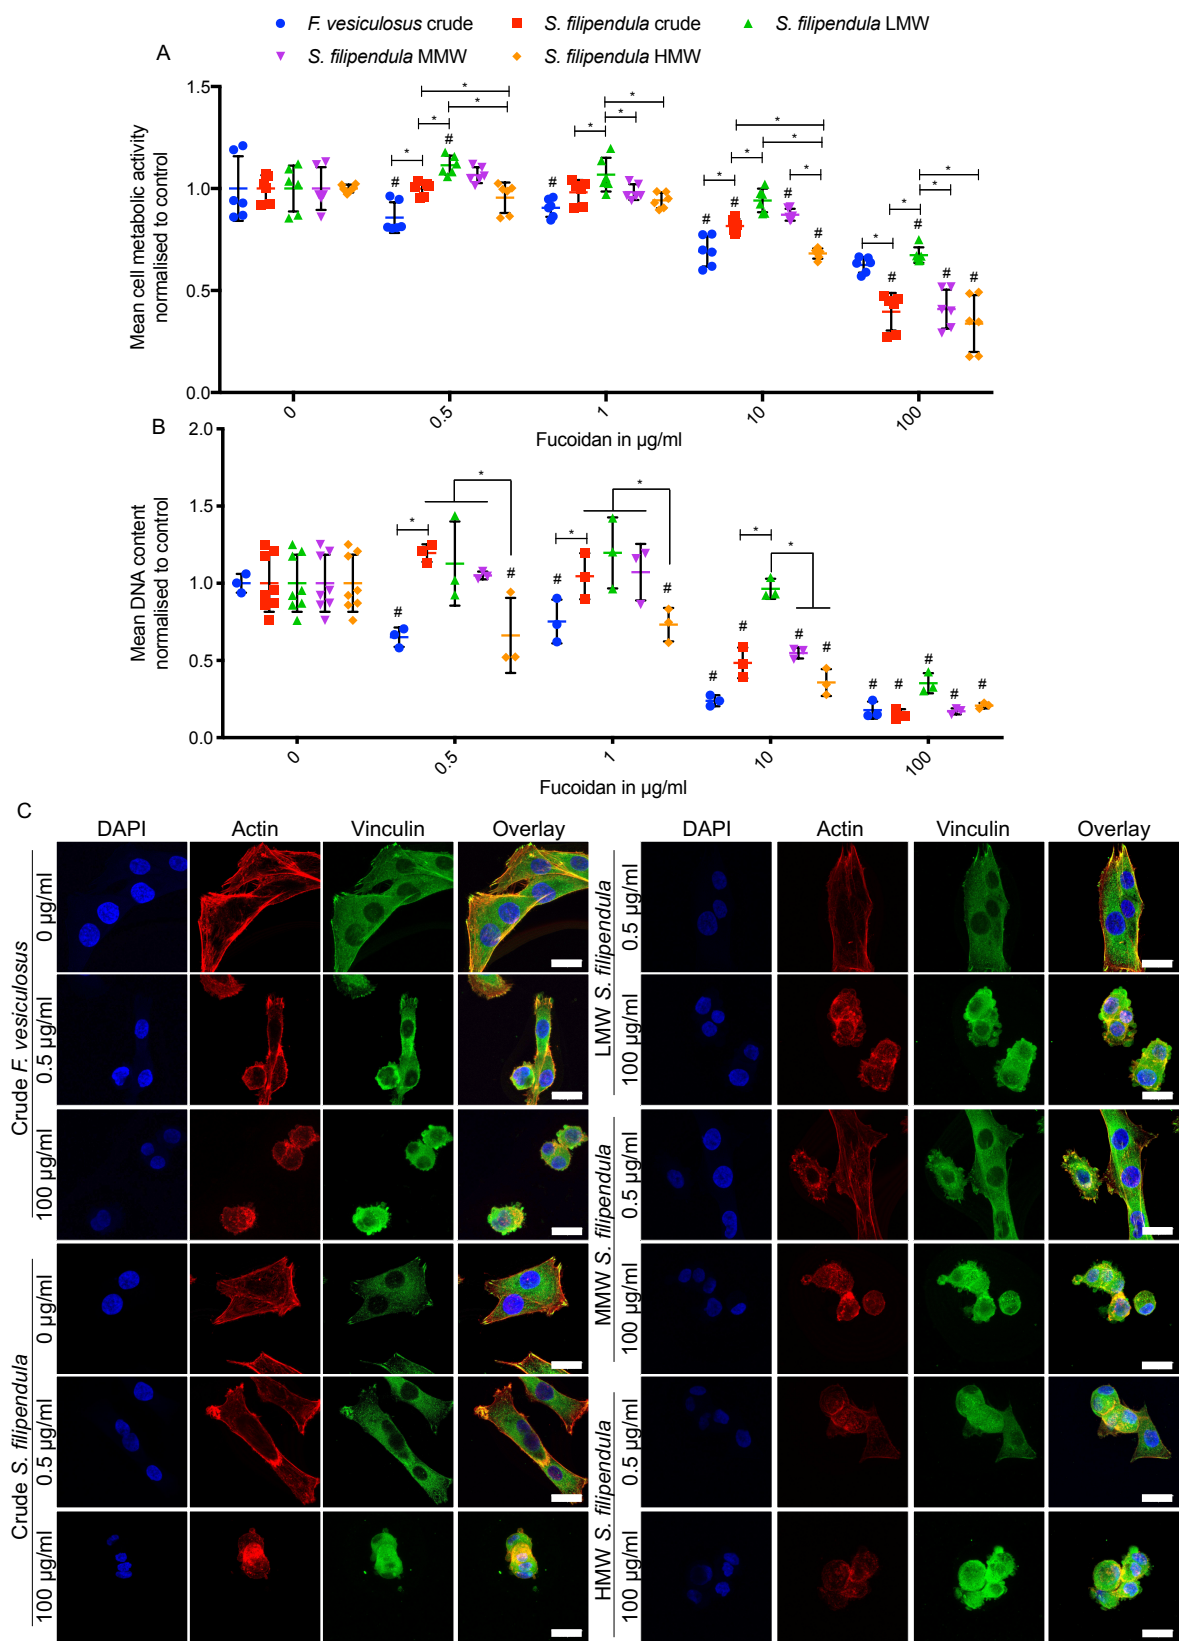 F. vesiculosus crude S. filipendula crude S. filipendula LMW
A S. filipendula MMW S. filipendula HMW
Mean cell metabolic activity
normalised to control
1.5
1.0
0.5
0.0
* * * * * * * * * * * * * * * * *
# # # # # # # # # # # #
0 0.5 1 10 100
Fucoidan in µg/ml
B
Mean DNA content
normalised to control
2.0
1.5
1.0
0.5
0.0
* * * * * *
# # # # # # # # # # # # #
0 0.5 1 10 100
Fucoidan in µg/ml
C
DAPI Actin Vinculin Overlay DAPI Actin Vinculin Overlay
Crude F. vesiculosus
0 µg/ml
0.5 µg/ml
100 µg/ml
Crude S. filipendula
0 µg/ml
0.5 µg/ml
100 µg/ml
LMW S. filipendula
0.5 µg/ml
100 µg/ml
MMW S. filipendula
0.5 µg/ml
100 µg/ml
HMW S. filipendula
0.5 µg/ml
100 µg/ml